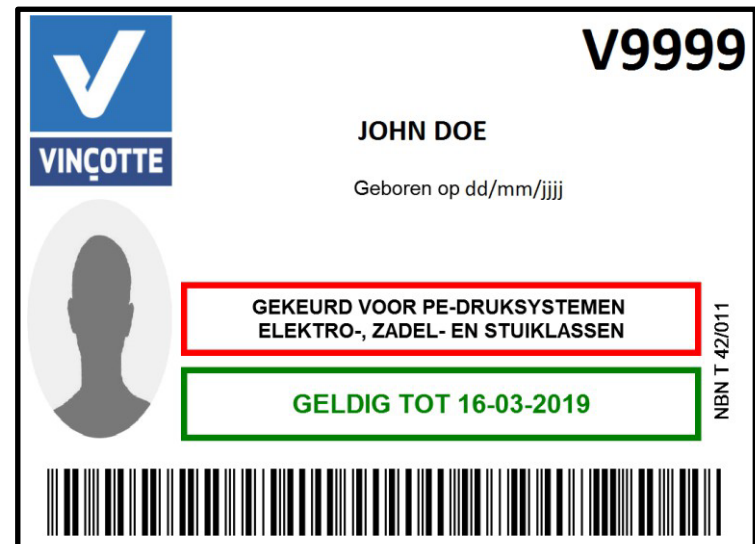 V9999
VINÇOTTE
JOHN DOE
Geboren op dd/mm/jjjj
GEKEURD VOOR PE-DRUKSYSTEMEN
ELEKTRO-, ZADEL- EN STUIKLASSEN
GELDIG TOT 16-03-2019
NBN T 42/011